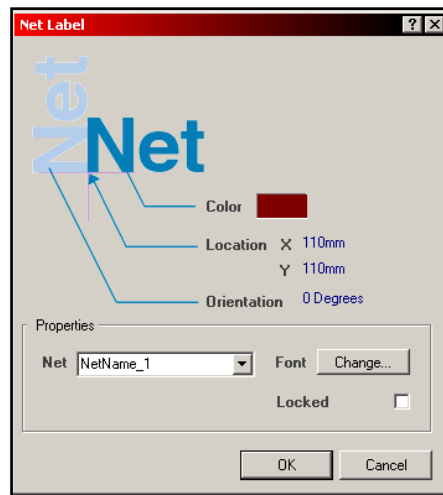 Net Label
? X
Net
Net
Color
Location X 110mm
Y 110mm
Orientation 0 Degrees
Properties
Net NetName_1 Font Change...
Locked
OK Cancel